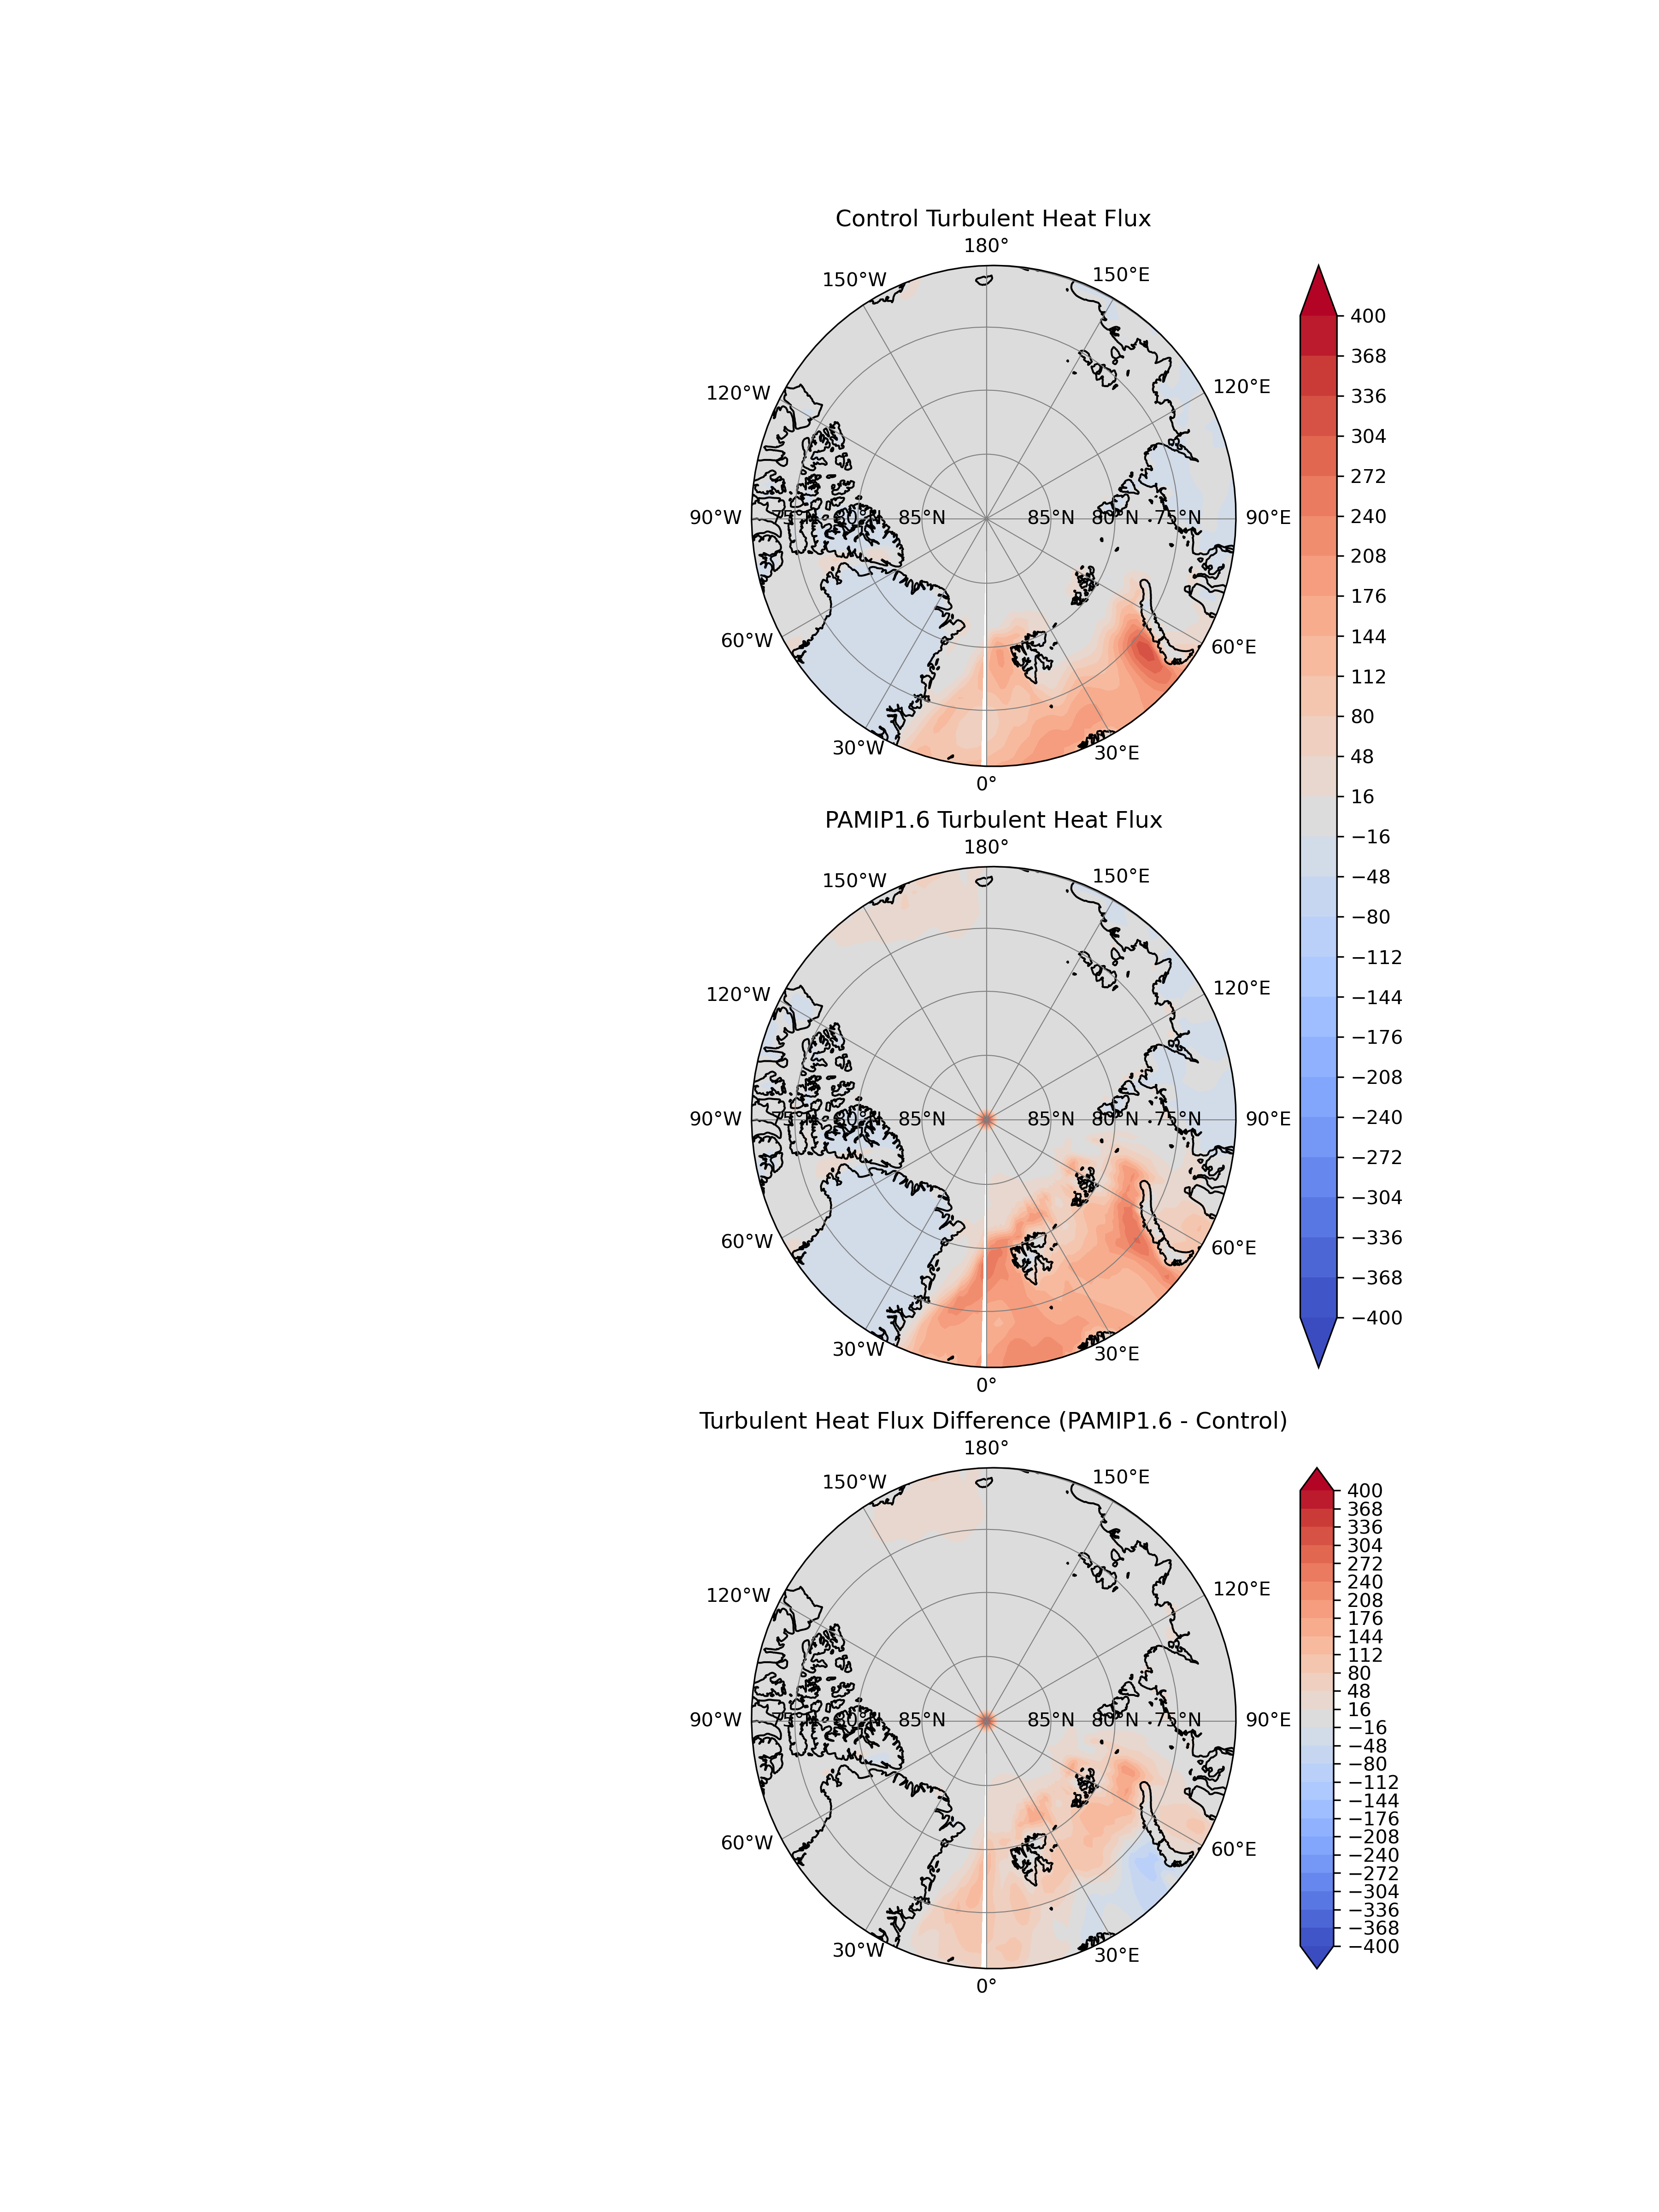 Control Turbulent Heat Flux
180°
150°W
150°E
120°W
120°E
90°W
75°N
80°N
85°N
85°N
80°N
75°N
90°E
60°W
60°E
30°W
30°E
0°
400
368
336
304
272
240
208
176
144
112
80
48
16
−16
−48
−80
−112
−144
−176
−208
−240
−272
−304
−336
−368
−400
PAMIP1.6 Turbulent Heat Flux
180°
150°W
150°E
120°W
120°E
90°W
75°N
80°N
85°N
85°N
80°N
75°N
90°E
60°W
60°E
30°W
30°E
0°
Turbulent Heat Flux Difference (PAMIP1.6 - Control)
180°
150°W
150°E
120°W
120°E
90°W
75°N
80°N
85°N
85°N
80°N
75°N
90°E
60°W
60°E
30°W
30°E
0°
400
368
336
304
272
240
208
176
144
112
80
48
16
−16
−48
−80
−112
−144
−176
−208
−240
−272
−304
−336
−368
−400